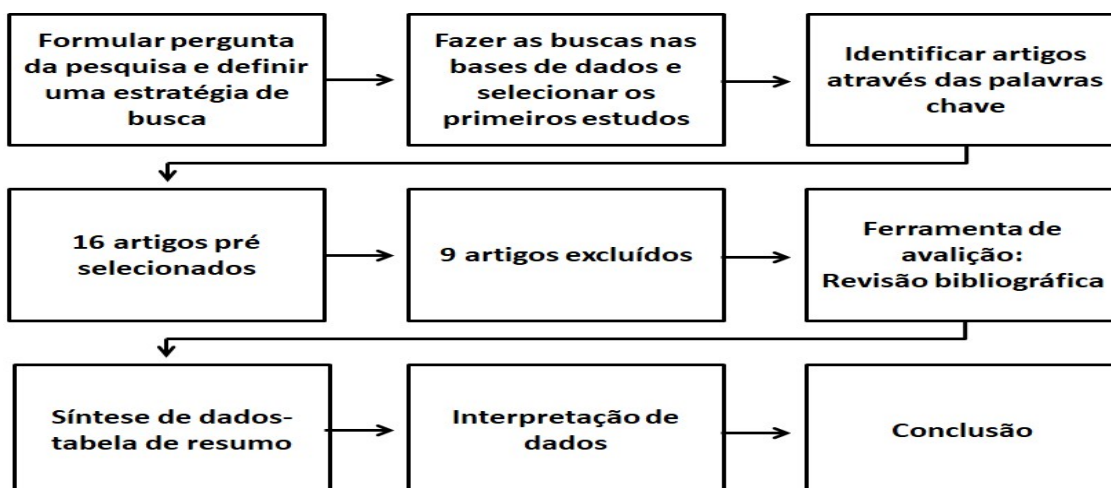 Formular pergunta
da pesquisa e definir
uma estratégia de
busca
Fazer as buscas nas
bases de dados e
selecionar os
primeiros estudos
Identificar artigos
através das palavras
chave
16 artigos pré
selecionados
9 artigos excluídos
Ferramenta de
avalição:
Revisão bibliográfica
Síntese de dados-
tabela de resumo
Interpretação de
dados
Conclusão